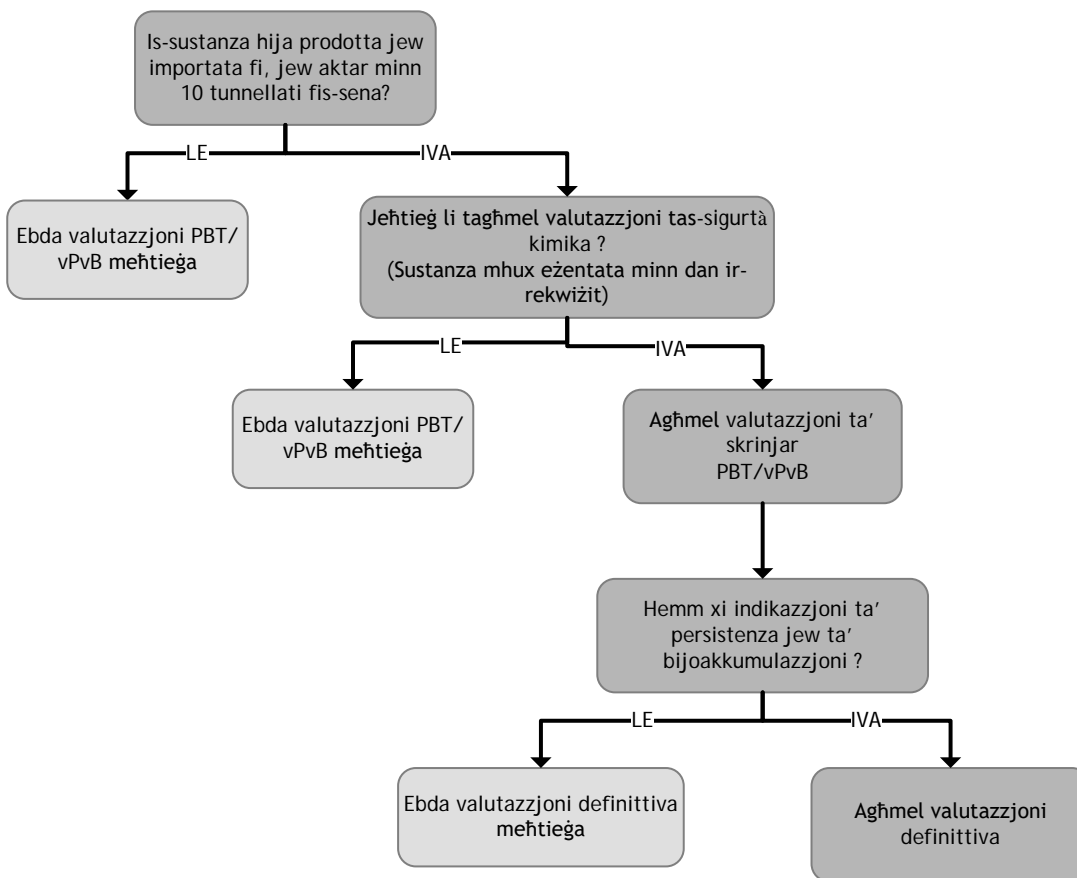 Is-sustanza hija prodotta jew
importata fi, jew aktar minn
10 tunnellati fis-sena?
LE
IVA
Ebda valutazzjoni PBT/
vPvB meħtieġa
Jeħtieġ li tagħmel valutazzjoni tas-sigurtà
kimika ?
(Sustanza mhux eżentata minn dan ir-
rekwiżit)
LE
IVA
Ebda valutazzjoni PBT/
vPvB meħtieġa
Agħmel valutazzjoni ta'
skrinjar
PBT/vPvB
Hemm xi indikazzjoni ta'
persistenza jew ta'
bijoakkumulazzjoni ?
LE
IVA
Ebda valutazzjoni definittiva
meħtieġa
Agħmel valutazzjoni
definittiva